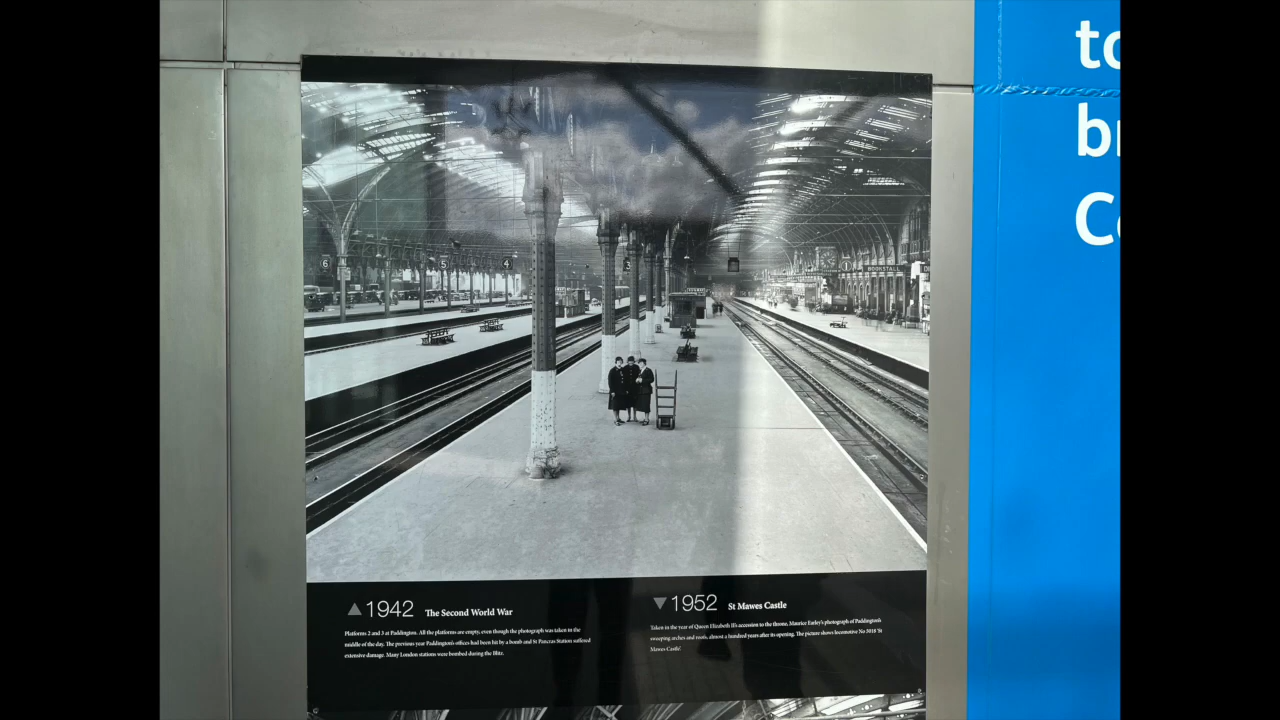 to
br
Co
6
5
4
3
1
BOOKSTALL
▲ 1942 The Second World War
Platforms 2 and 3 at Paddington. All the platforms are empty, even though the photograph was taken in the
middle of the day. The previous year Paddington's offices had been hit by a bomb and St Pancras Station suffered
extensive damage. Many London stations were bombed during the Blitz.
▼ 1952 St Mawes Castle
Taken in the year of Queen Elizabeth II's accession to the throne, Maurice Earley's photograph of Paddington's
sweeping arches and roofs, almost a hundred years after its opening. The picture shows locomotive No 5018 'St
Mawes Castle'.